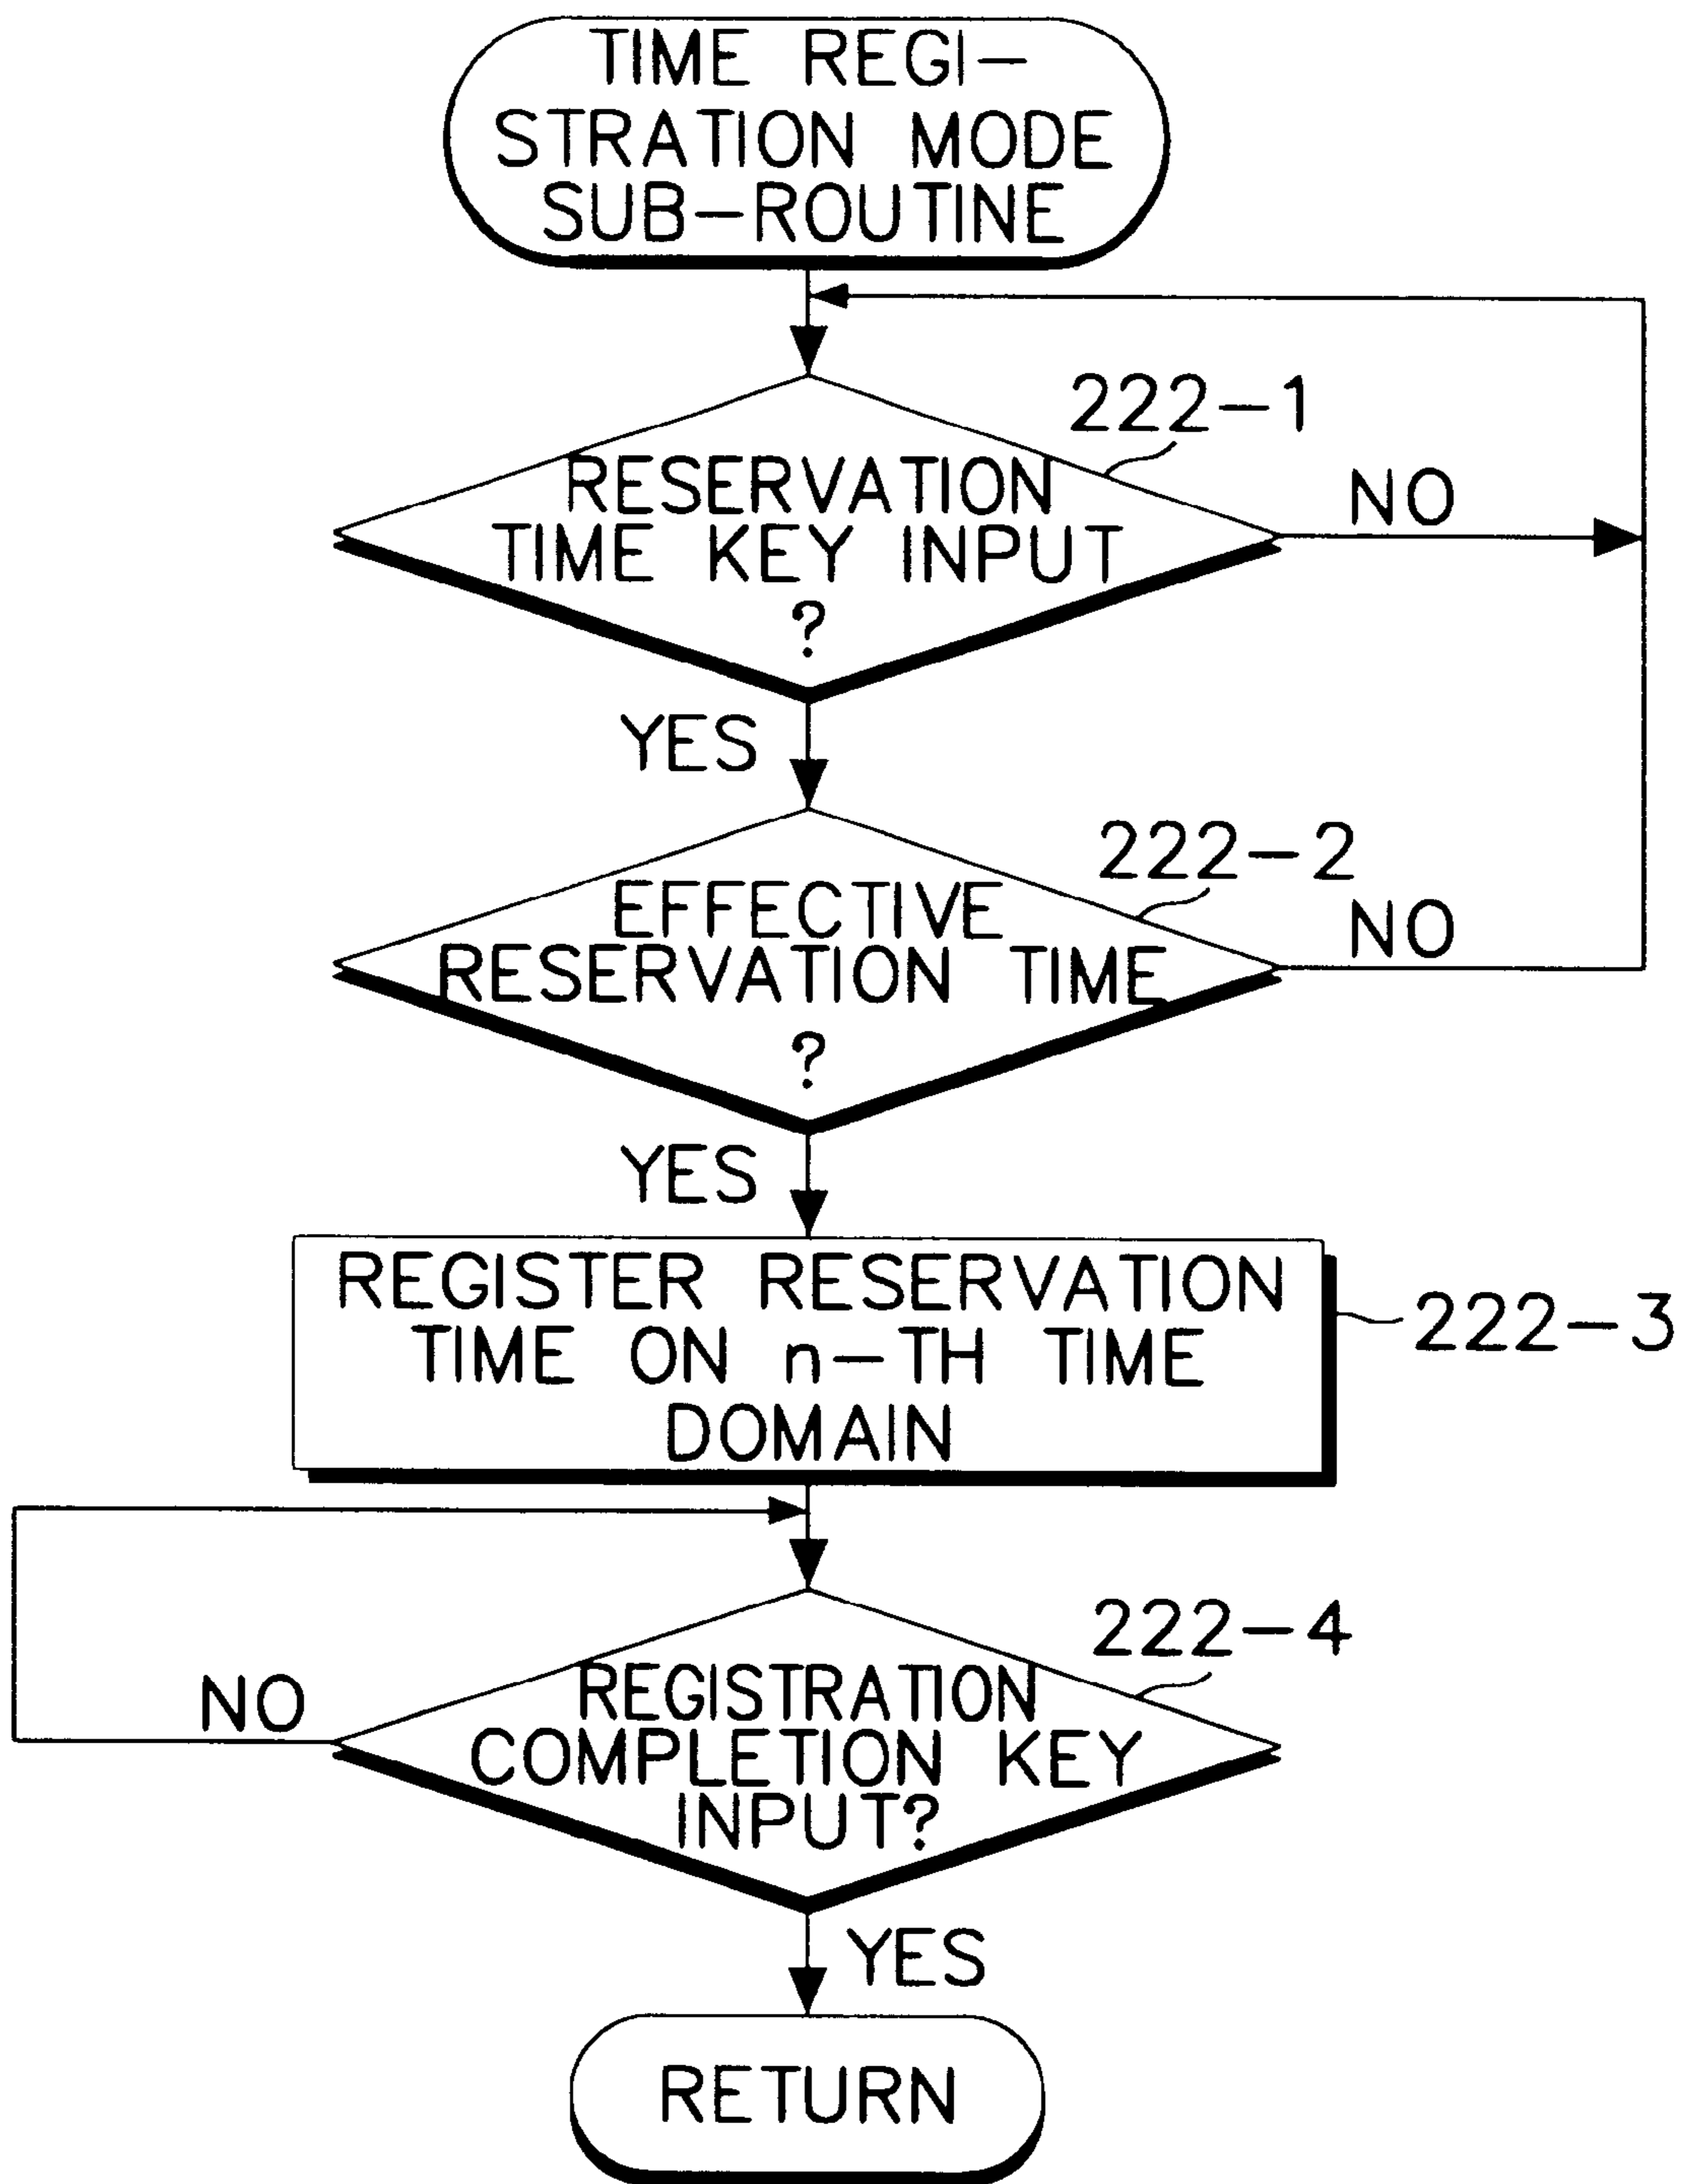 TIME REGI-
STRATION MODE
SUB-ROUTINE
222-1
RESERVATION
TIME KEY INPUT
?
NO
YES
222-2
EFFECTIVE
RESERVATION TIME
?
NO
YES
REGISTER RESERVATION
TIME ON n-TH TIME
DOMAIN
222-3
222-4
REGISTRATION
COMPLETION KEY
INPUT?
NO
YES
RETURN